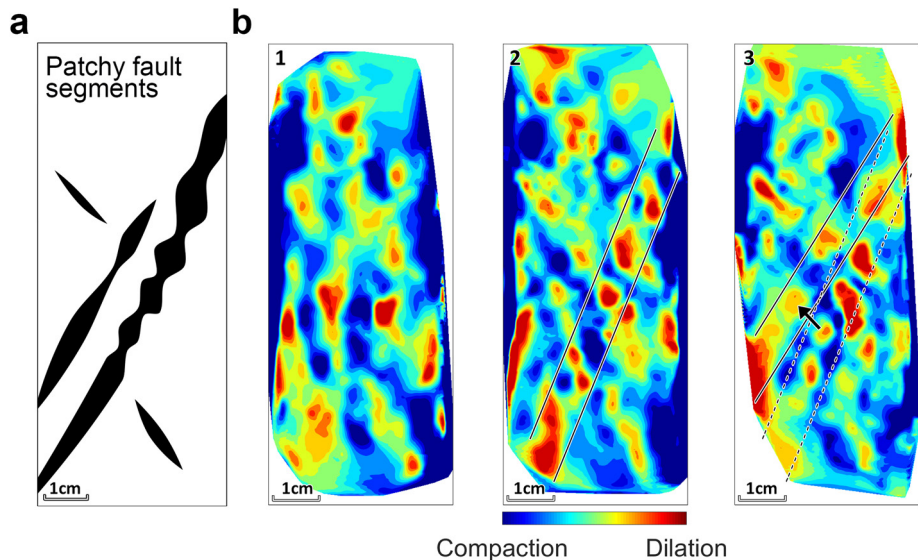 a
Patchy fault
segments
1cm
b
1
1cm
2
1cm
3
1cm
Compaction
Dilation